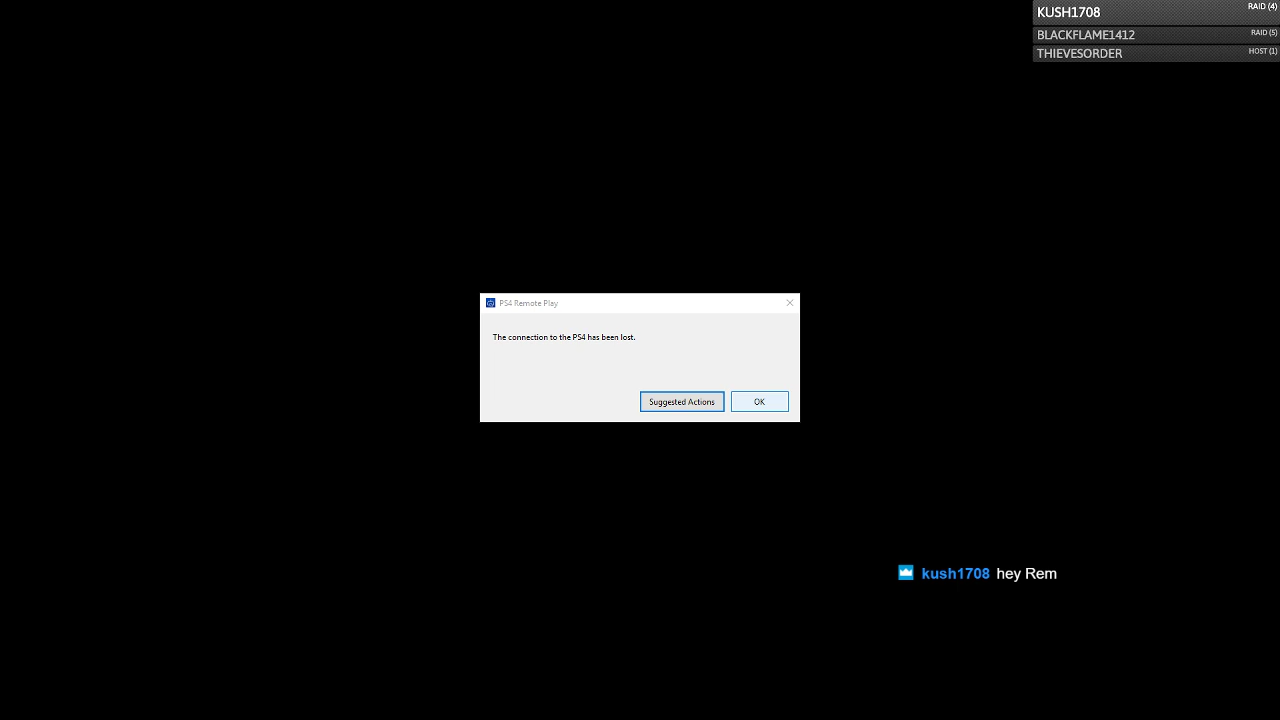 KUSH1708 RAID (4)
BLACKFLAME1412 RAID (5)
THIEVESORDER HOST (1)
PS4 Remote Play
The connection to the PS4 has been lost.
Suggested Actions OK
kush1708 hey Rem